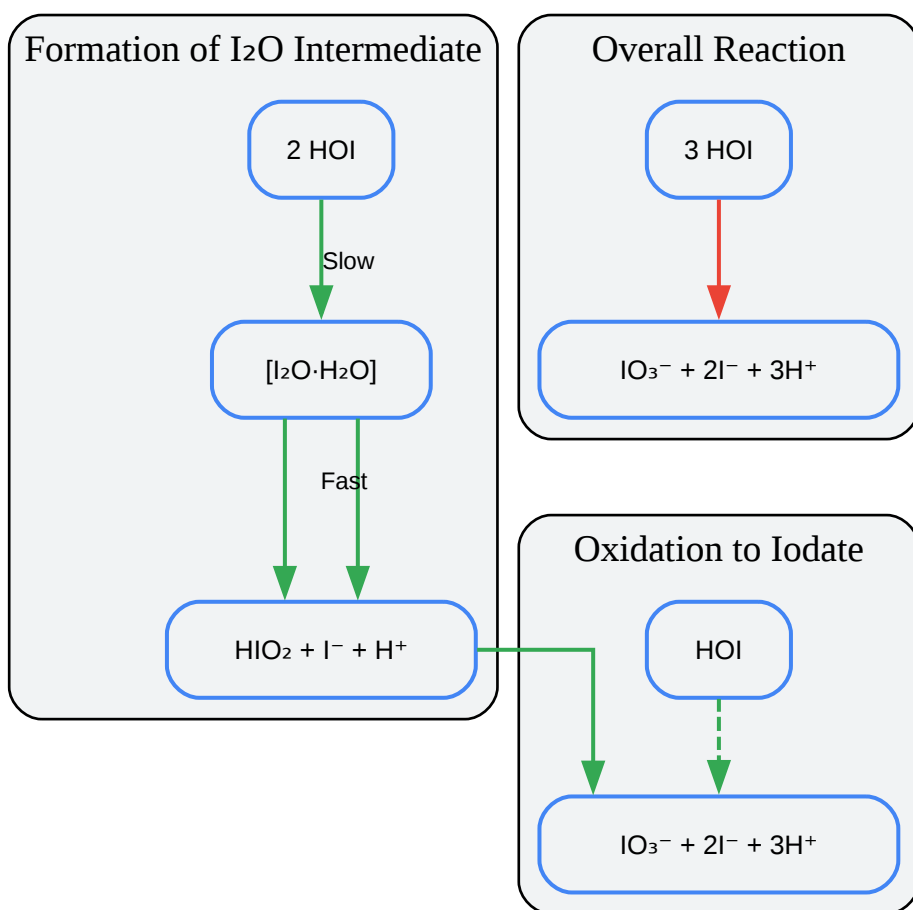 Formation of I₂O Intermediate
2 HOI
Slow
[I₂O·H₂O]
Fast
HIO₂ + I⁻ + H⁺
Overall Reaction
3 HOI
IO₃⁻ + 2I⁻ + 3H⁺
Oxidation to Iodate
HOI
IO₃⁻ + 2I⁻ + 3H⁺